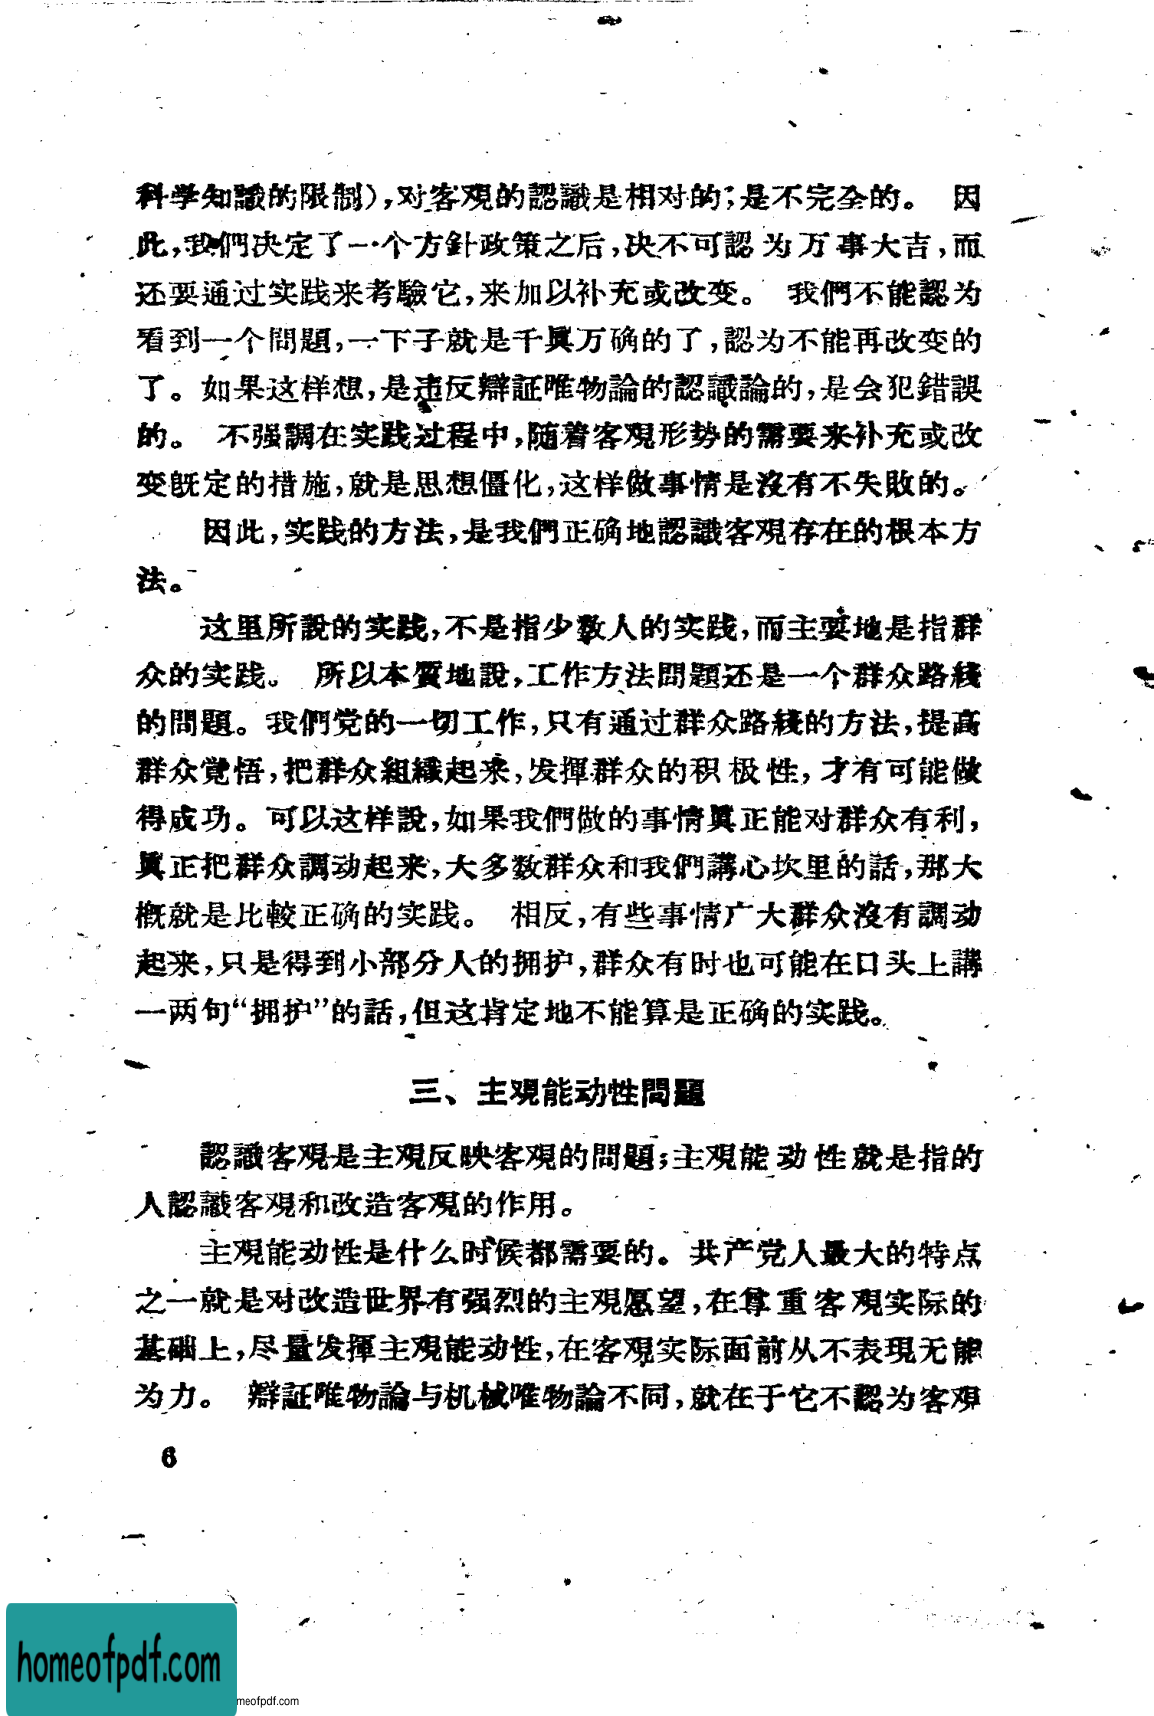 科学知識的限制),对客观的認識是相对的;是不完全的。 因
此,我們决定了一个方針政策之后,决不可認为万事大吉,而
还要通过实践来考驗它,来加以补充或改变。 我們不能認为
看到一个問題,一下子就是千眞万确的了,認为不能再改变的
了。如果这样想,是违反辯証唯物論的認識論的,是会犯錯誤
的。 不强調在实践过程中,随着客观形势的需要来补充或改
变旣定的措施,就是思想僵化,这样做事情是沒有不失敗的。
因此,实践的方法,是我們正确地認識客观存在的根本方
法。
这里所說的实践,不是指少数人的实践,而主要地是指群
众的实践。 所以本質地說,工作方法問題还是一个群众路綫
的問題。我們党的一切工作,只有通过群众路綫的方法,提高
群众覚悟,把群众組織起来,发揮群众的积极性,才有可能做
得成功。可以这样說,如果我們做的事情眞正能对群众有利,
眞正把群众調动起来,大多数群众和我們講心坎里的話,那大
概就是比較正确的实践。 相反,有些事情广大群众沒有調动
起来,只是得到小部分人的拥护,群众有时也可能在口头上講
一两句“拥护”的話,但这肯定地不能算是正确的实践。
三、主观能动性問題
認識客观是主观反映客观的問題;主观能动性就是指的
人認識客观和改造客观的作用。
主观能动性是什么时候都需要的。共产党人最大的特点
之一就是对改造世界有强烈的主观愿望,在尊重客观实际的
基础上,尽量发揮主观能动性,在客观实际面前从不表現无能
为力。 辯証唯物論与机械唯物論不同,就在于它不認为客观
6
homeofpdf.com
meofpdf.com